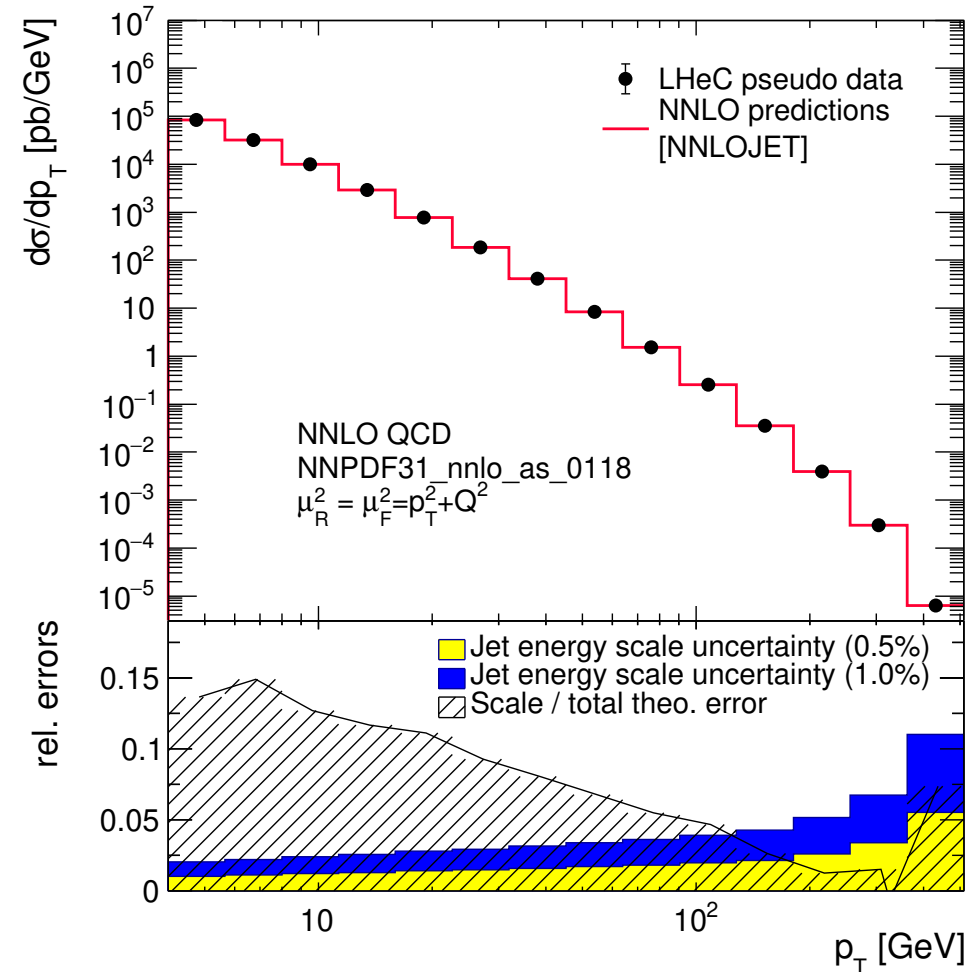 dσ/dp_T [pb/GeV]
10^7
10^6
10^5
10^4
10^3
10^2
10
1
10^−1
10^−2
10^−3
10^−4
10^−5
LHeC pseudo data
NNLO predictions
[NNLOJET]
NNLO QCD
NNPDF31_nnlo_as_0118
μ_R^2 = μ_F^2=p_T^2+Q^2
rel. errors
0.15
0.1
0.05
0
Jet energy scale uncertainty (0.5%)
Jet energy scale uncertainty (1.0%)
Scale / total theo. error
10
10^2
p_T [GeV]